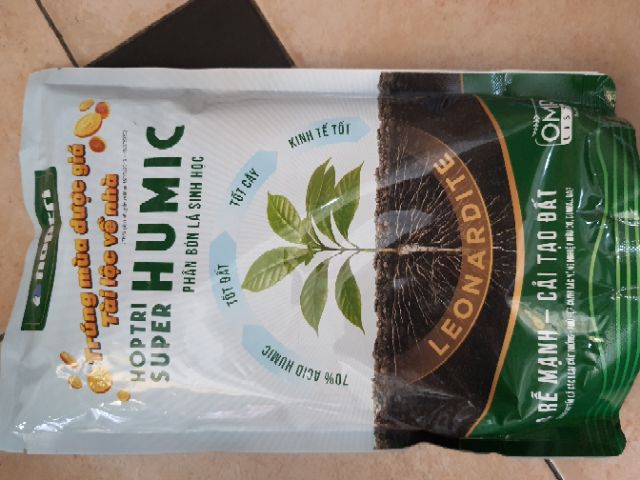 Trúng mùa được giá
Tài lộc về nhà
HOPTRI
SUPER HUMIC
PHÂN BÓN LÁ SINH HỌC
70% ACID HUMIC
TỐT ĐẤT
TỐT CÂY
KINH TẾ TỐT
LEONARDITE
RỄ MẠNH – CẢI TẠO ĐẤT